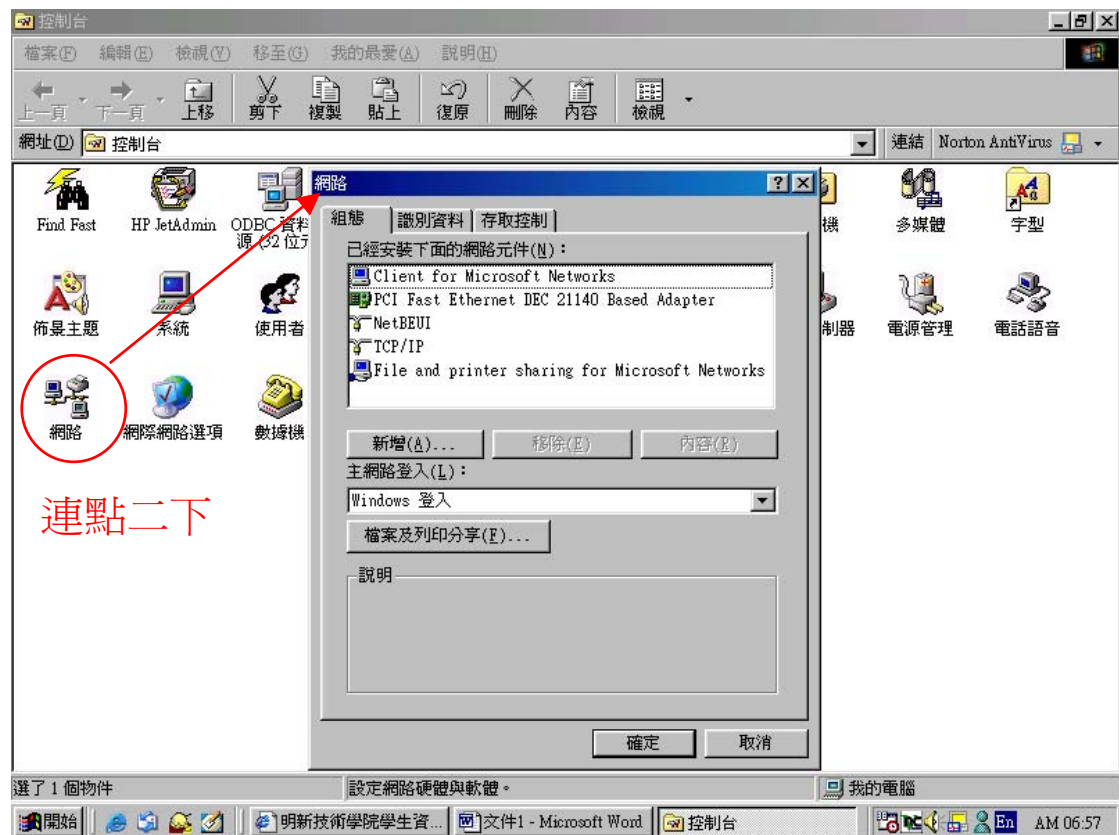 控制台
檔案(F) 編輯(E) 檢視(V) 移至(G) 我的最愛(A) 說明(H)
上一頁 下一頁 上移 剪下 複製 貼上 復原 刪除 內容 檢視
網址(D) 控制台 連結 Norton AntiVirus
Find Fast HP JetAdmin ODBC 資料 機 多媒體 字型
源 (32 位元
佈景主題 系統 使用者 制器 電源管理 電話語音
網路 網際網路選項 數據機
連點二下
網路
組態 識別資料 存取控制
已經安裝下面的網路元件(N)：
Client for Microsoft Networks
PCI Fast Ethernet DEC 21140 Based Adapter
NetBEUI
TCP/IP
File and printer sharing for Microsoft Networks
新增(A)... 移除(E) 內容(R)
主網路登入(L)：
Windows 登入
檔案及列印分享(F)...
說明
確定 取消
選了 1 個物件 設定網路硬體與軟體。 我的電腦
開始 明新技術學院學生資... 文件1 - Microsoft Word 控制台 En AM 06:57